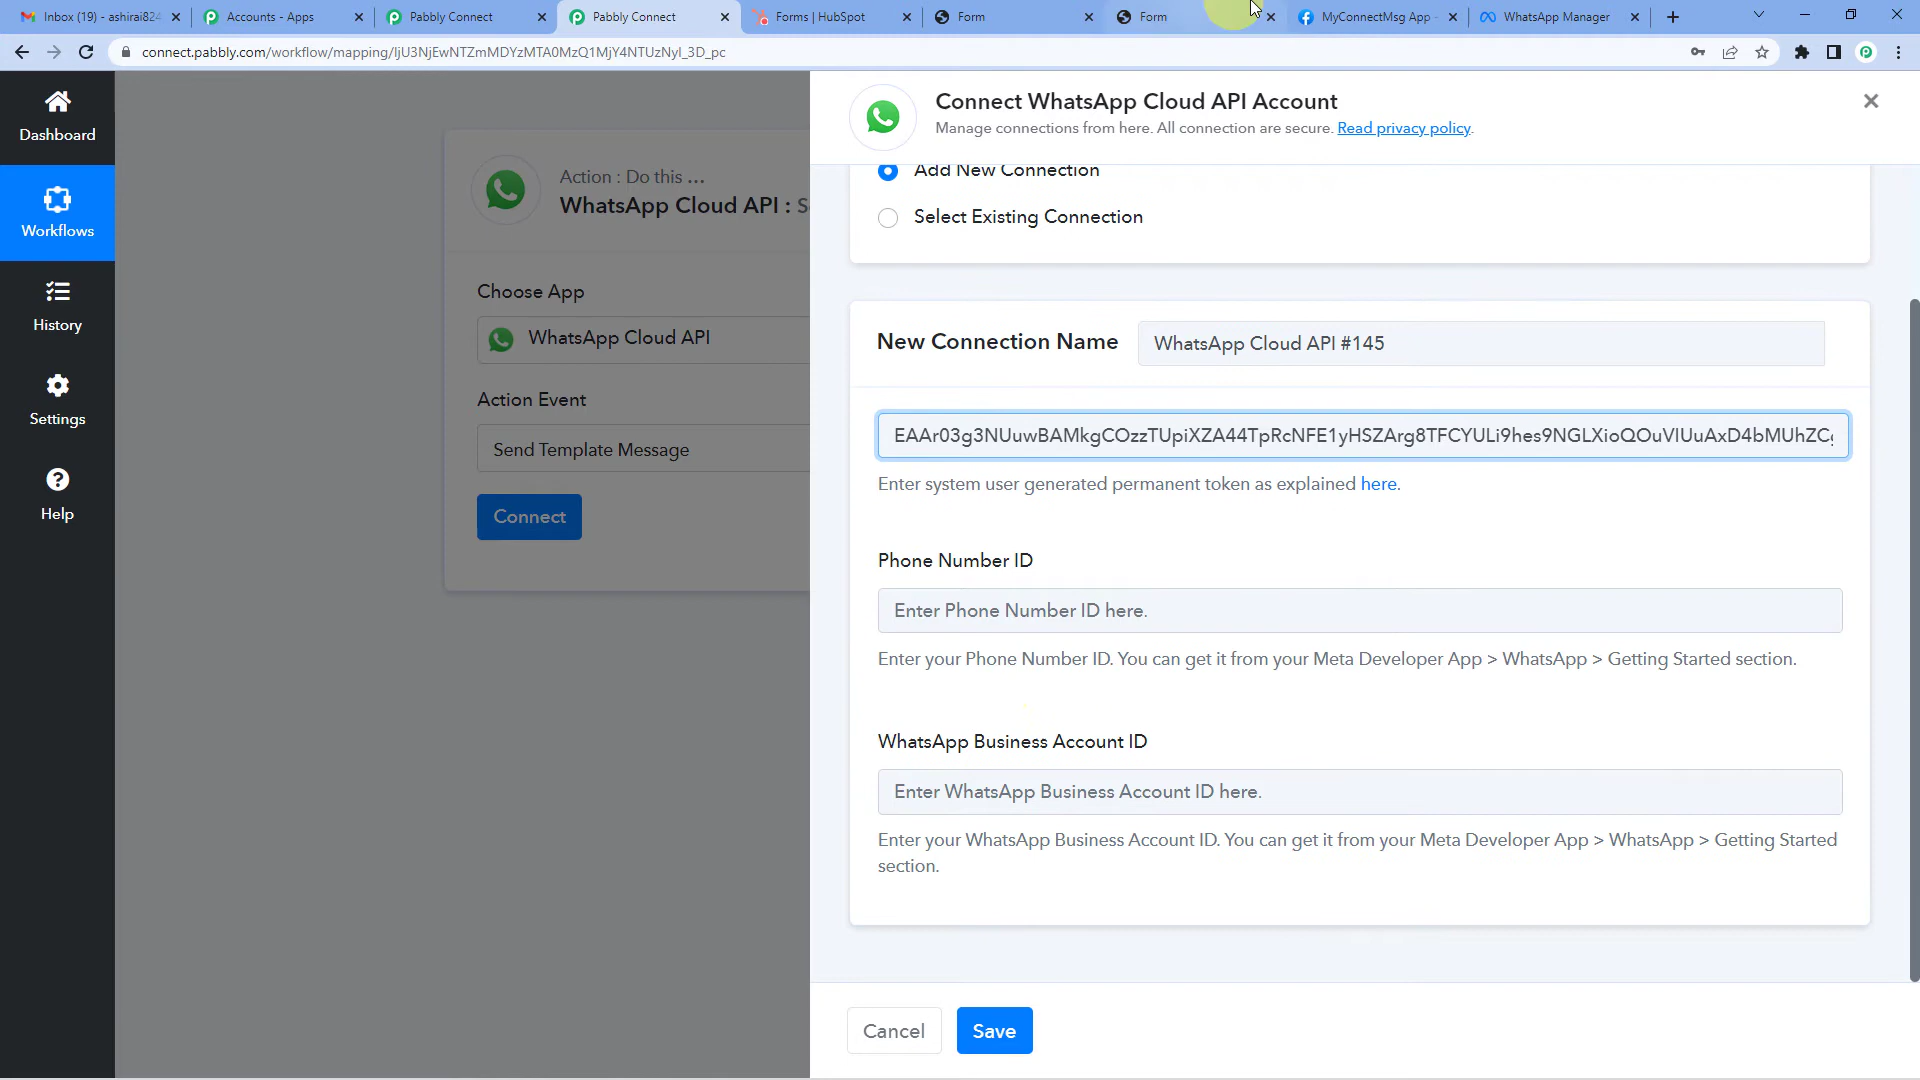 Inbox (19) - ashirai824
Accounts - Apps
Pabbly Connect
Pabbly Connect
Forms | HubSpot
Form
Form
MyConnectMsg App -
WhatsApp Manager
connect.pabbly.com/workflow/mapping/IjU3NjEwNTZmMDYzMTA0MzQ1MjY4NTUzNyI_3D_pc
Dashboard
Workflows
History
Settings
Help
Action : Do this ...
WhatsApp Cloud API : S
Choose App
WhatsApp Cloud API
Action Event
Send Template Message
Connect
Connect WhatsApp Cloud API Account
Manage connections from here. All connection are secure. Read privacy policy.
Add New Connection
Select Existing Connection
New Connection Name
WhatsApp Cloud API #145
EAAr03g3NUuwBAMkgCOzzTUpiXZA44TpRcNFE1yHSZArg8TFCYULi9hes9NGLXioQOuVIUuAxD4bMUhZC
Enter system user generated permanent token as explained here.
Phone Number ID
Enter Phone Number ID here.
Enter your Phone Number ID. You can get it from your Meta Developer App > WhatsApp > Getting Started section.
WhatsApp Business Account ID
Enter WhatsApp Business Account ID here.
Enter your WhatsApp Business Account ID. You can get it from your Meta Developer App > WhatsApp > Getting Started
section.
Cancel
Save